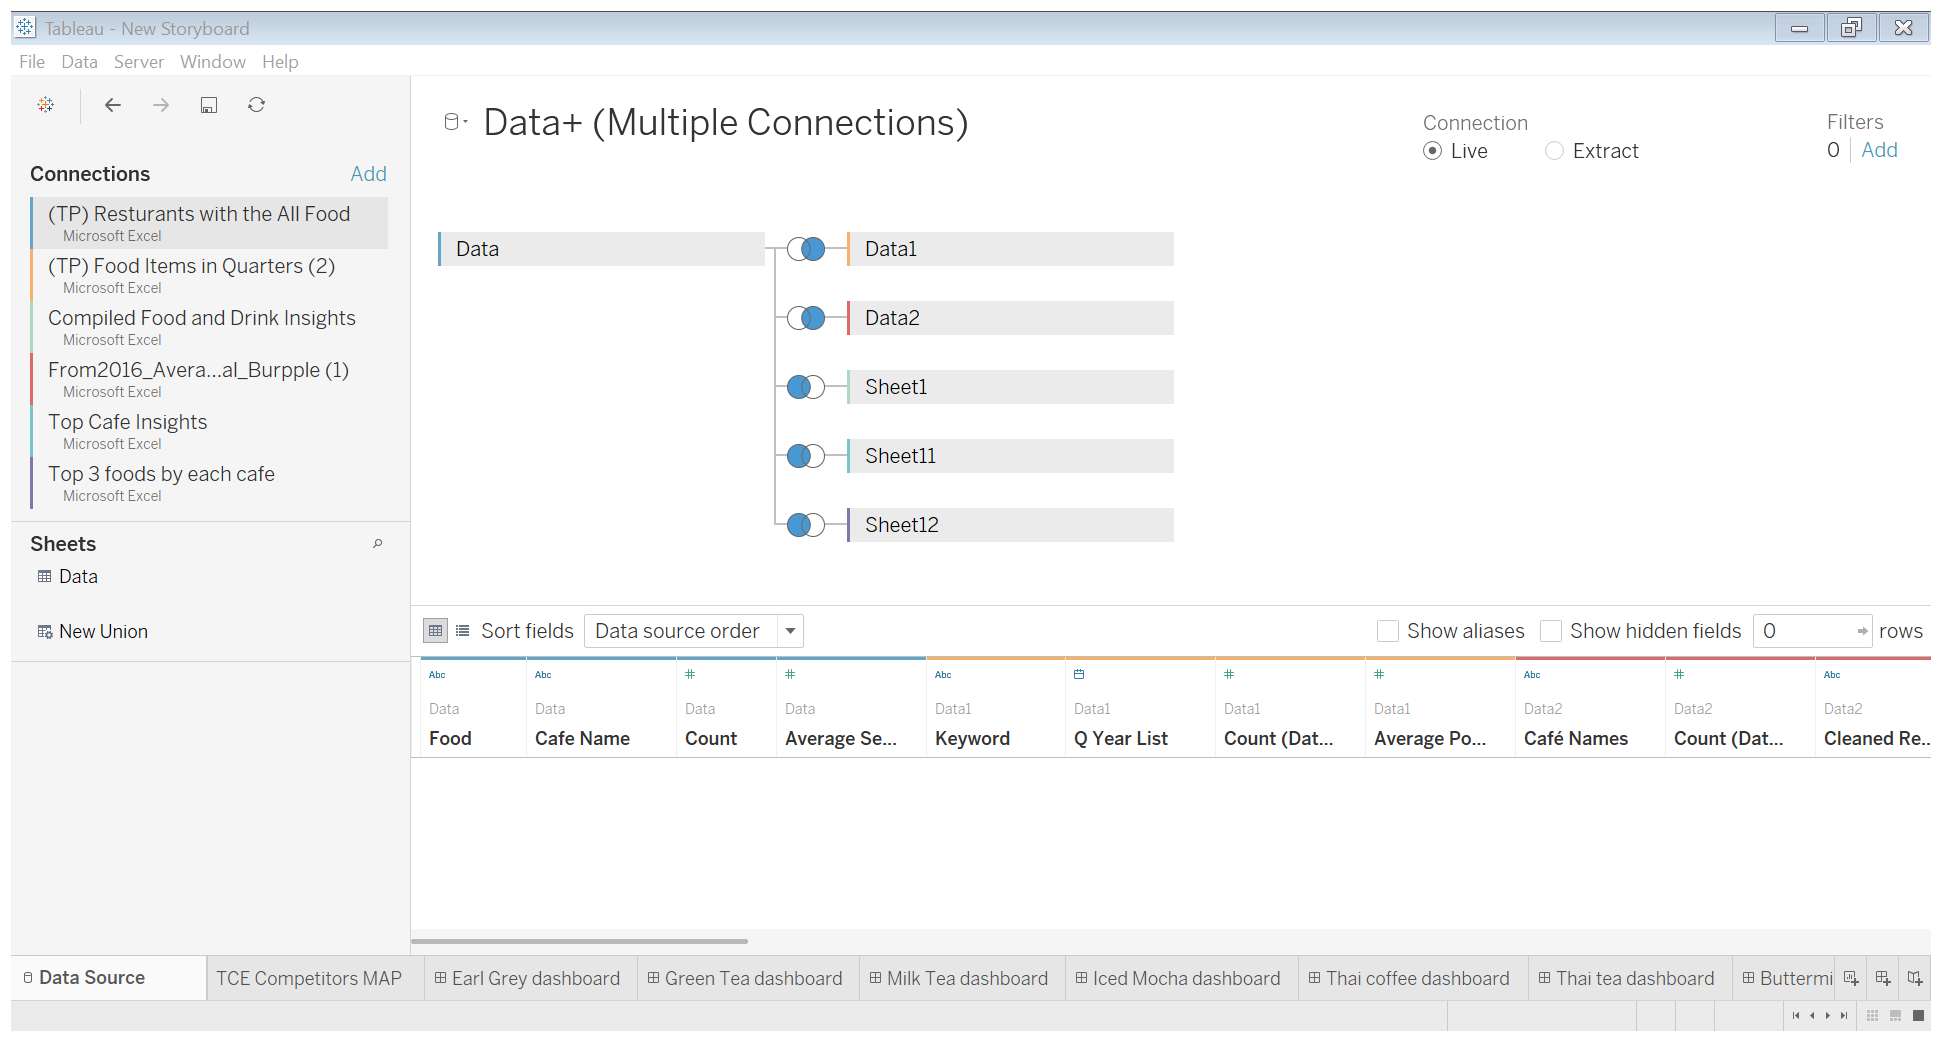 Tableau - New Storyboard
File Data Server Window Help
Data+ (Multiple Connections)
Connection
Live Extract
Filters
0 Add
Connections Add
(TP) Resturants with the All Food
Microsoft Excel
(TP) Food Items in Quarters (2)
Microsoft Excel
Compiled Food and Drink Insights
Microsoft Excel
From2016_Avera...al_Burpple (1)
Microsoft Excel
Top Cafe Insights
Microsoft Excel
Top 3 foods by each cafe
Microsoft Excel
Sheets
Data
New Union
Data
Data1
Data2
Sheet1
Sheet11
Sheet12
Sort fields Data source order Show aliases Show hidden fields 0 rows
Abc Abc # # Abc # # Abc # Abc
Data Data Data Data Data1 Data1 Data1 Data1 Data2 Data2 Data2
Food Cafe Name Count Average Se... Keyword Q Year List Count (Dat... Average Po... Café Names Count (Dat... Cleaned Re..
Data Source TCE Competitors MAP Earl Grey dashboard Green Tea dashboard Milk Tea dashboard Iced Mocha dashboard Thai coffee dashboard Thai tea dashboard Buttermi